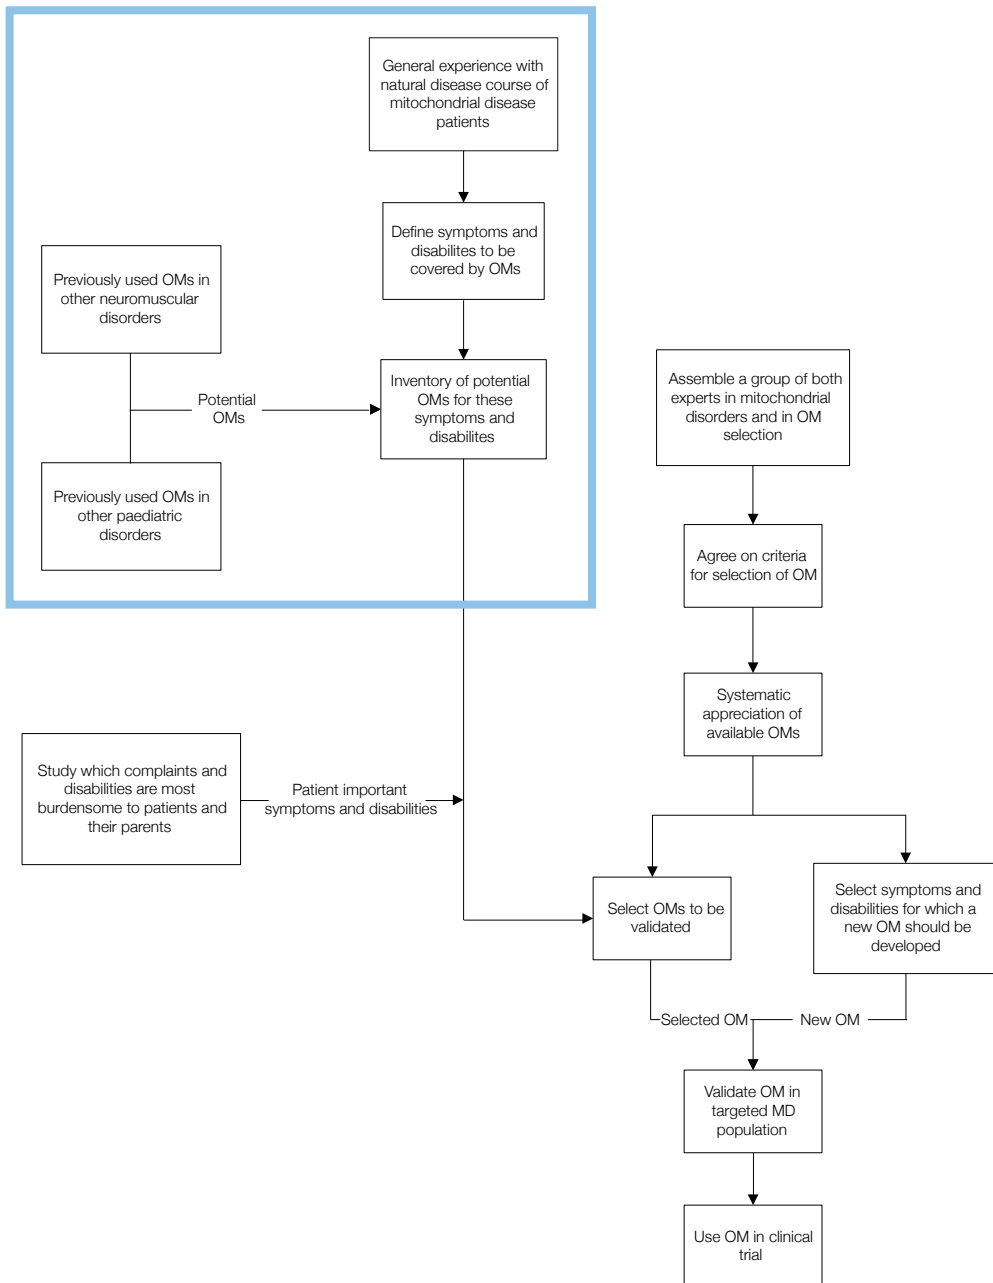 General experience with
natural disease course of
mitochondrial disease
patients
Define symptoms and
disabilites to be
covered by OMs
Previously used OMs in
other neuromuscular
disorders
Potential
OMs
Inventory of potential
OMs for these
symptoms and
disabilites
Previously used OMs in
other paediatric
disorders
Assemble a group of both
experts in mitochondrial
disorders and in OM
selection
Agree on criteria
for selection of OM
Systematic
appreciation of
available OMs
Study which complaints and
disabilities are most
burdensome to patients and
their parents
Patient important
symptoms and disabilities
Select OMs to be
validated
Select symptoms and
disabilities for which a
new OM should be
developed
Selected OM
New OM
Validate OM in
targeted MD
population
Use OM in clinical
trial